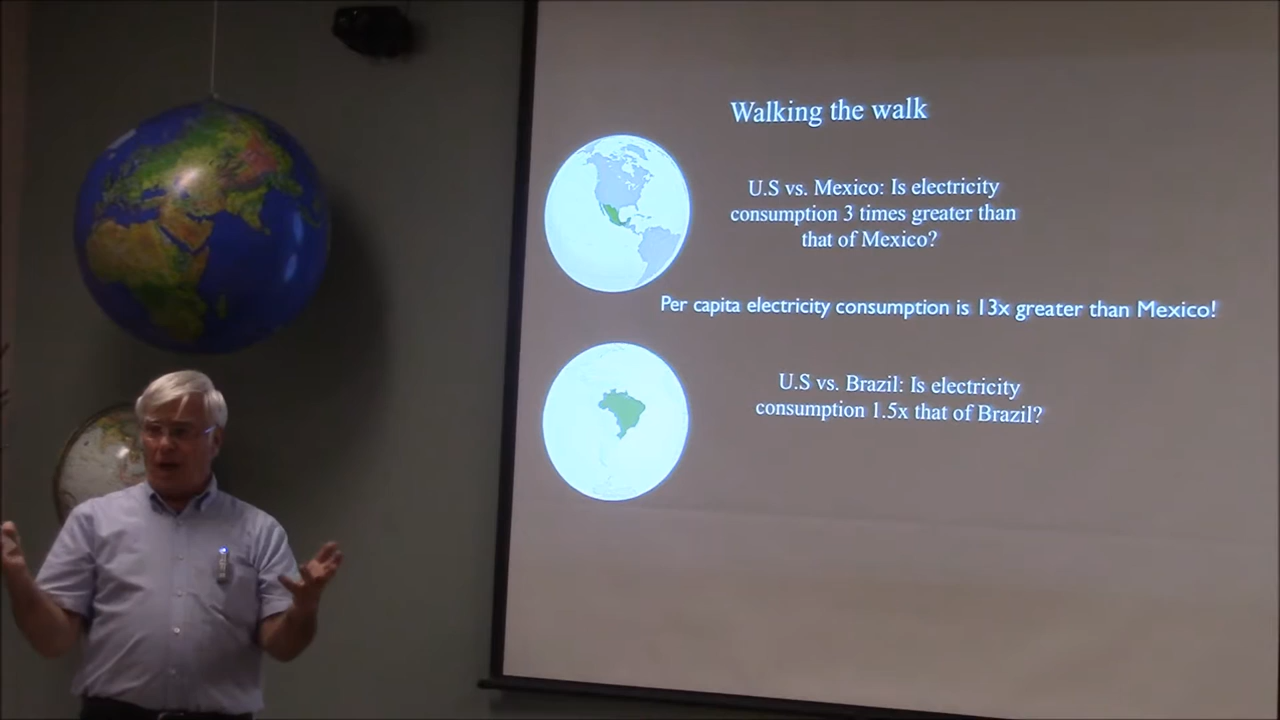 Walking the walk
U.S vs. Mexico: Is electricity
consumption 3 times greater than
that of Mexico?
Per capita electricity consumption is 13x greater than Mexico!
U.S vs. Brazil: Is electricity
consumption 1.5x that of Brazil?